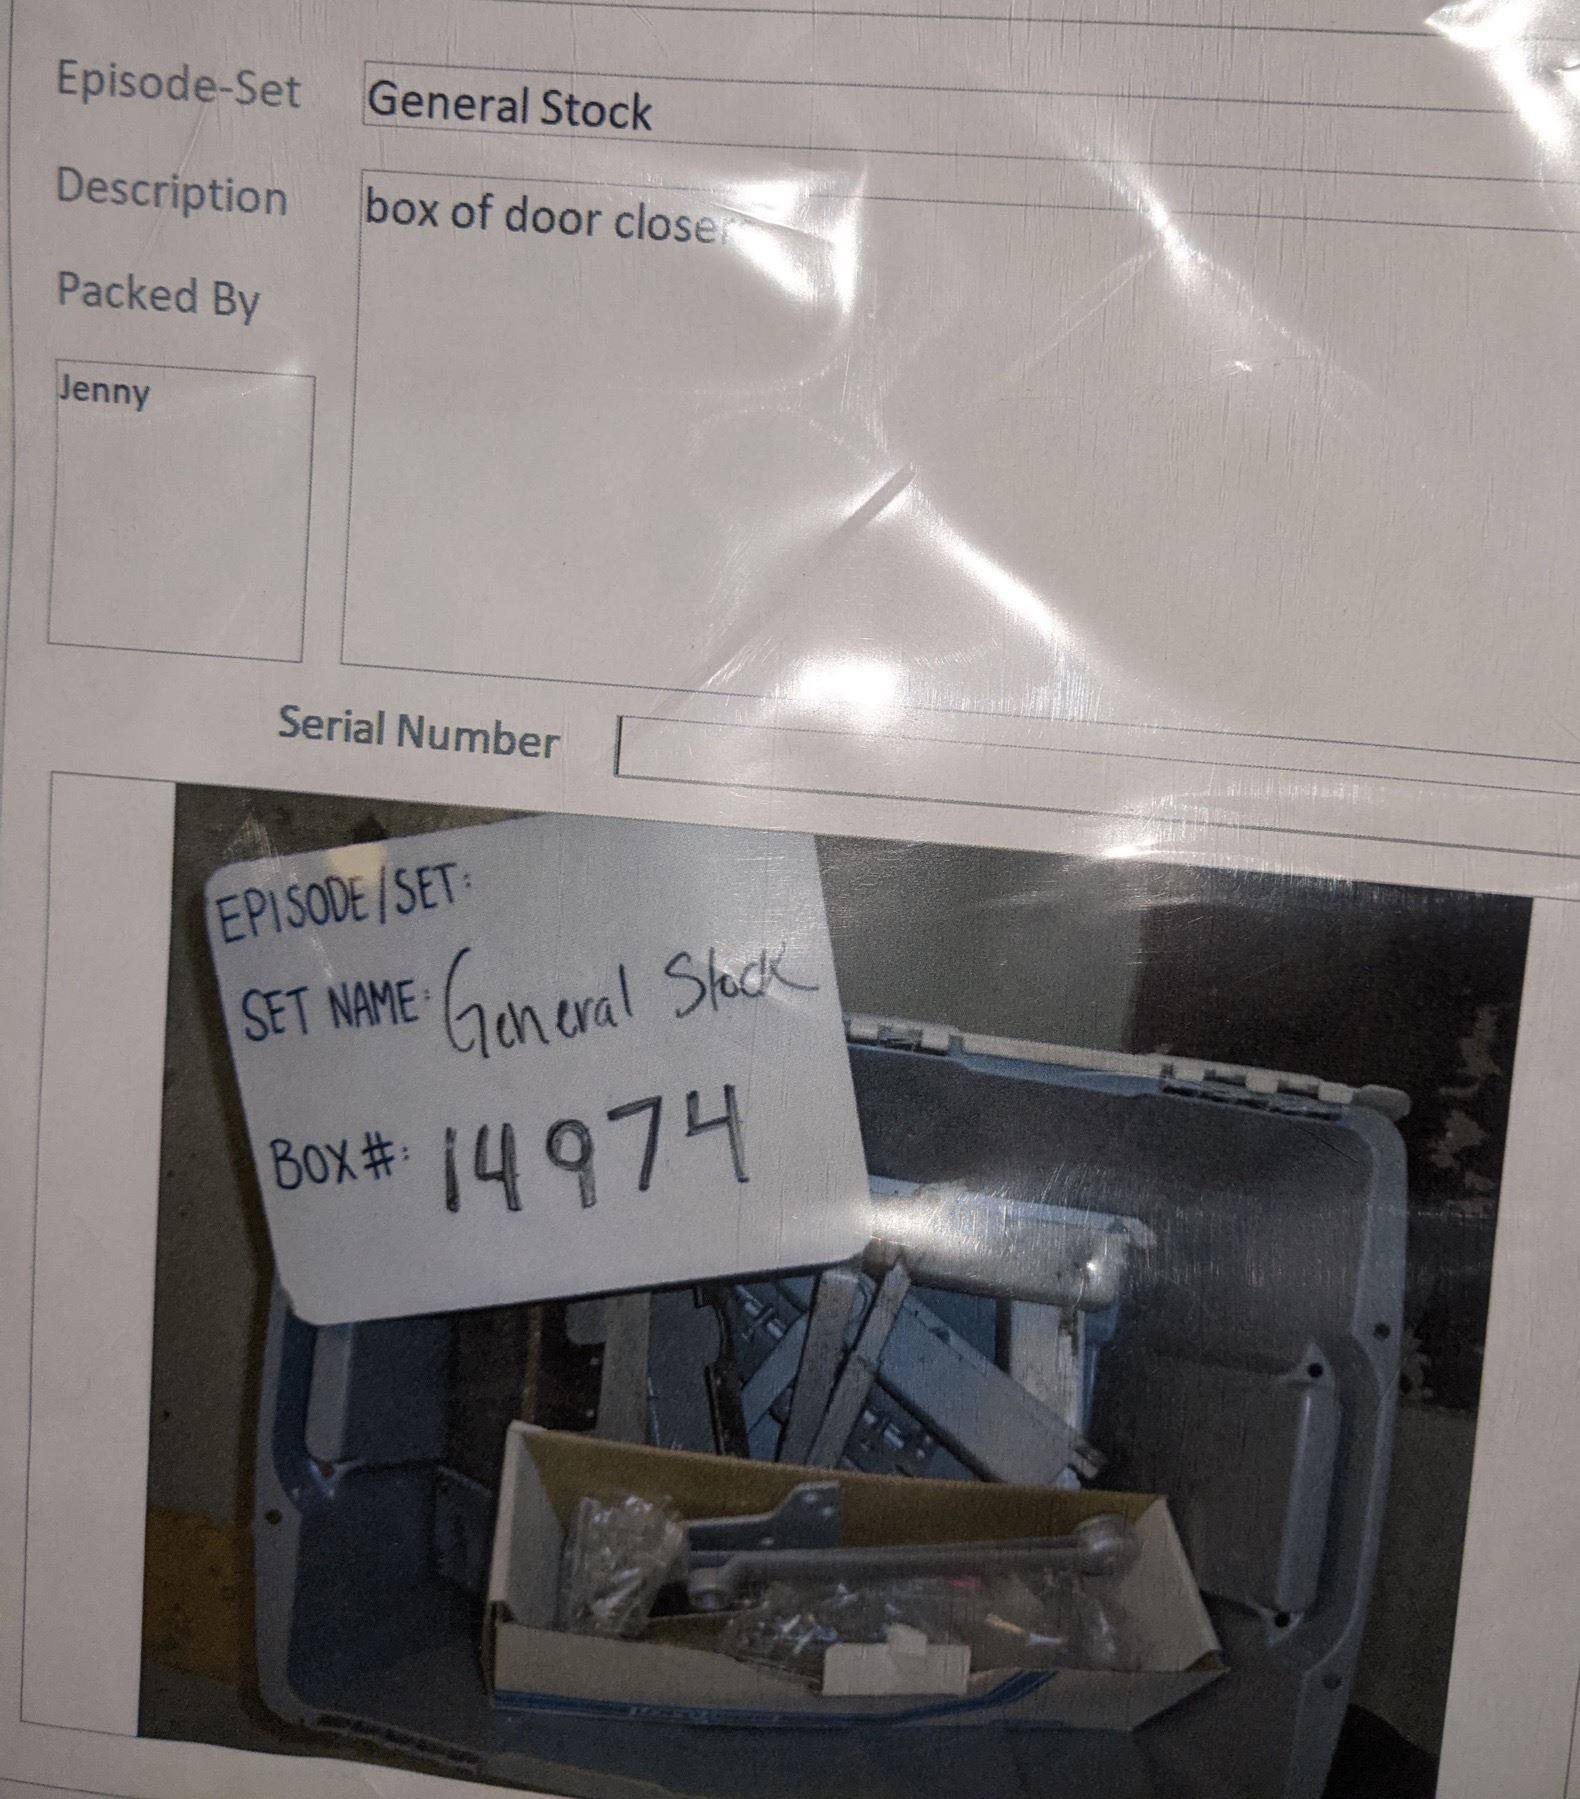 Episode-Set
General Stock
Description
box of door closer
Packed By
Jenny
Serial Number
EPISODE/SET:
SET NAME: General Stock
BOX#: 14974